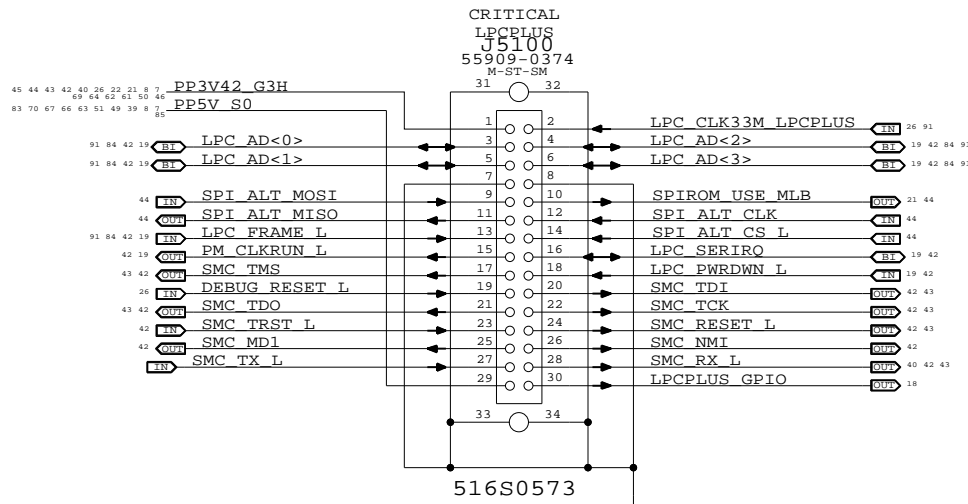 CRITICAL
LPCPLUS
J5100
55909-0374
M-ST-SM
31 32
45 44 43 42 40 26 22 21 8 7
69 64 62 61 50 46
PP3V42_G3H
83 70 67 66 63 51 49 39 8 7
85
PP5V_S0
1 2 LPC_CLK33M_LPCPLUS IN 26 91
91 84 42 19 BI LPC_AD<0> 3 4 LPC_AD<2> BI 19 42 84 91
91 84 42 19 BI LPC_AD<1> 5 6 LPC_AD<3> BI 19 42 84 91
7 8
44 IN SPI_ALT_MOSI 9 10 SPIROM_USE_MLB OUT 21 44
44 OUT SPI_ALT_MISO 11 12 SPI_ALT_CLK IN 44
91 84 42 19 IN LPC_FRAME_L 13 14 SPI_ALT_CS_L IN 44
42 19 OUT PM_CLKRUN_L 15 16 LPC_SERIRQ BI 19 42
43 42 OUT SMC_TMS 17 18 LPC_PWRDWN_L IN 19 42
26 IN DEBUG_RESET_L 19 20 SMC_TDI OUT 42 43
43 42 OUT SMC_TDO 21 22 SMC_TCK OUT 42 43
42 IN SMC_TRST_L 23 24 SMC_RESET_L OUT 42 43
42 OUT SMC_MD1 25 26 SMC_NMI OUT 42
IN SMC_TX_L 27 28 SMC_RX_L OUT 40 42 43
29 30 LPCPLUS_GPIO OUT 18
33 34
516S0573